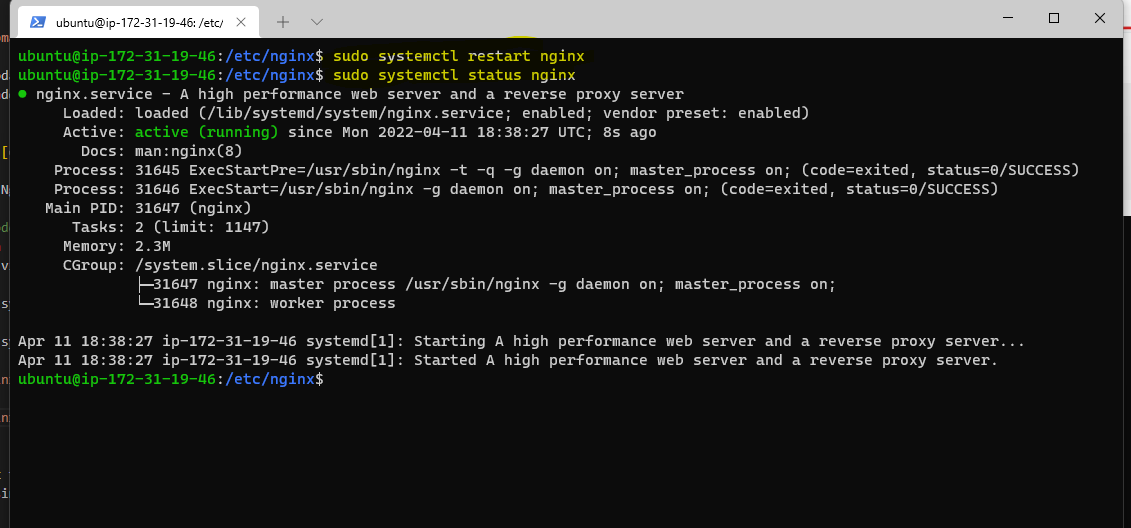 ubuntu@ip-172-31-19-46: /etc/
ubuntu@ip-172-31-19-46:/etc/nginx$ sudo systemctl restart nginx
ubuntu@ip-172-31-19-46:/etc/nginx$ sudo systemctl status nginx
● nginx.service - A high performance web server and a reverse proxy server
Loaded: loaded (/lib/systemd/system/nginx.service; enabled; vendor preset: enabled)
Active: active (running) since Mon 2022-04-11 18:38:27 UTC; 8s ago
Docs: man:nginx(8)
Process: 31645 ExecStartPre=/usr/sbin/nginx -t -q -g daemon on; master_process on; (code=exited, status=0/SUCCESS)
Process: 31646 ExecStart=/usr/sbin/nginx -g daemon on; master_process on; (code=exited, status=0/SUCCESS)
Main PID: 31647 (nginx)
Tasks: 2 (limit: 1147)
Memory: 2.3M
CGroup: /system.slice/nginx.service
├─31647 nginx: master process /usr/sbin/nginx -g daemon on; master_process on;
└─31648 nginx: worker process
Apr 11 18:38:27 ip-172-31-19-46 systemd[1]: Starting A high performance web server and a reverse proxy server...
Apr 11 18:38:27 ip-172-31-19-46 systemd[1]: Started A high performance web server and a reverse proxy server.
ubuntu@ip-172-31-19-46:/etc/nginx$